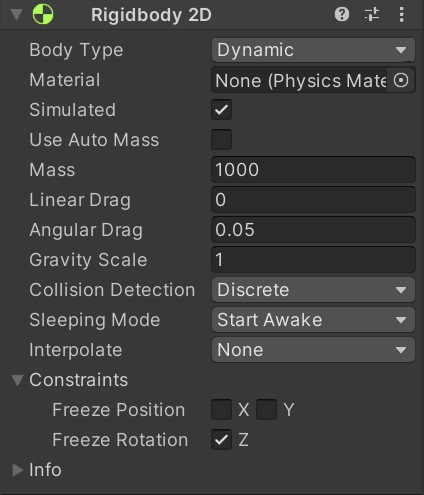 Rigidbody 2D
Body Type Dynamic
Material None (Physics Mate
Simulated
Use Auto Mass
Mass 1000
Linear Drag 0
Angular Drag 0.05
Gravity Scale 1
Collision Detection Discrete
Sleeping Mode Start Awake
Interpolate None
Constraints
Freeze Position X Y
Freeze Rotation Z
Info